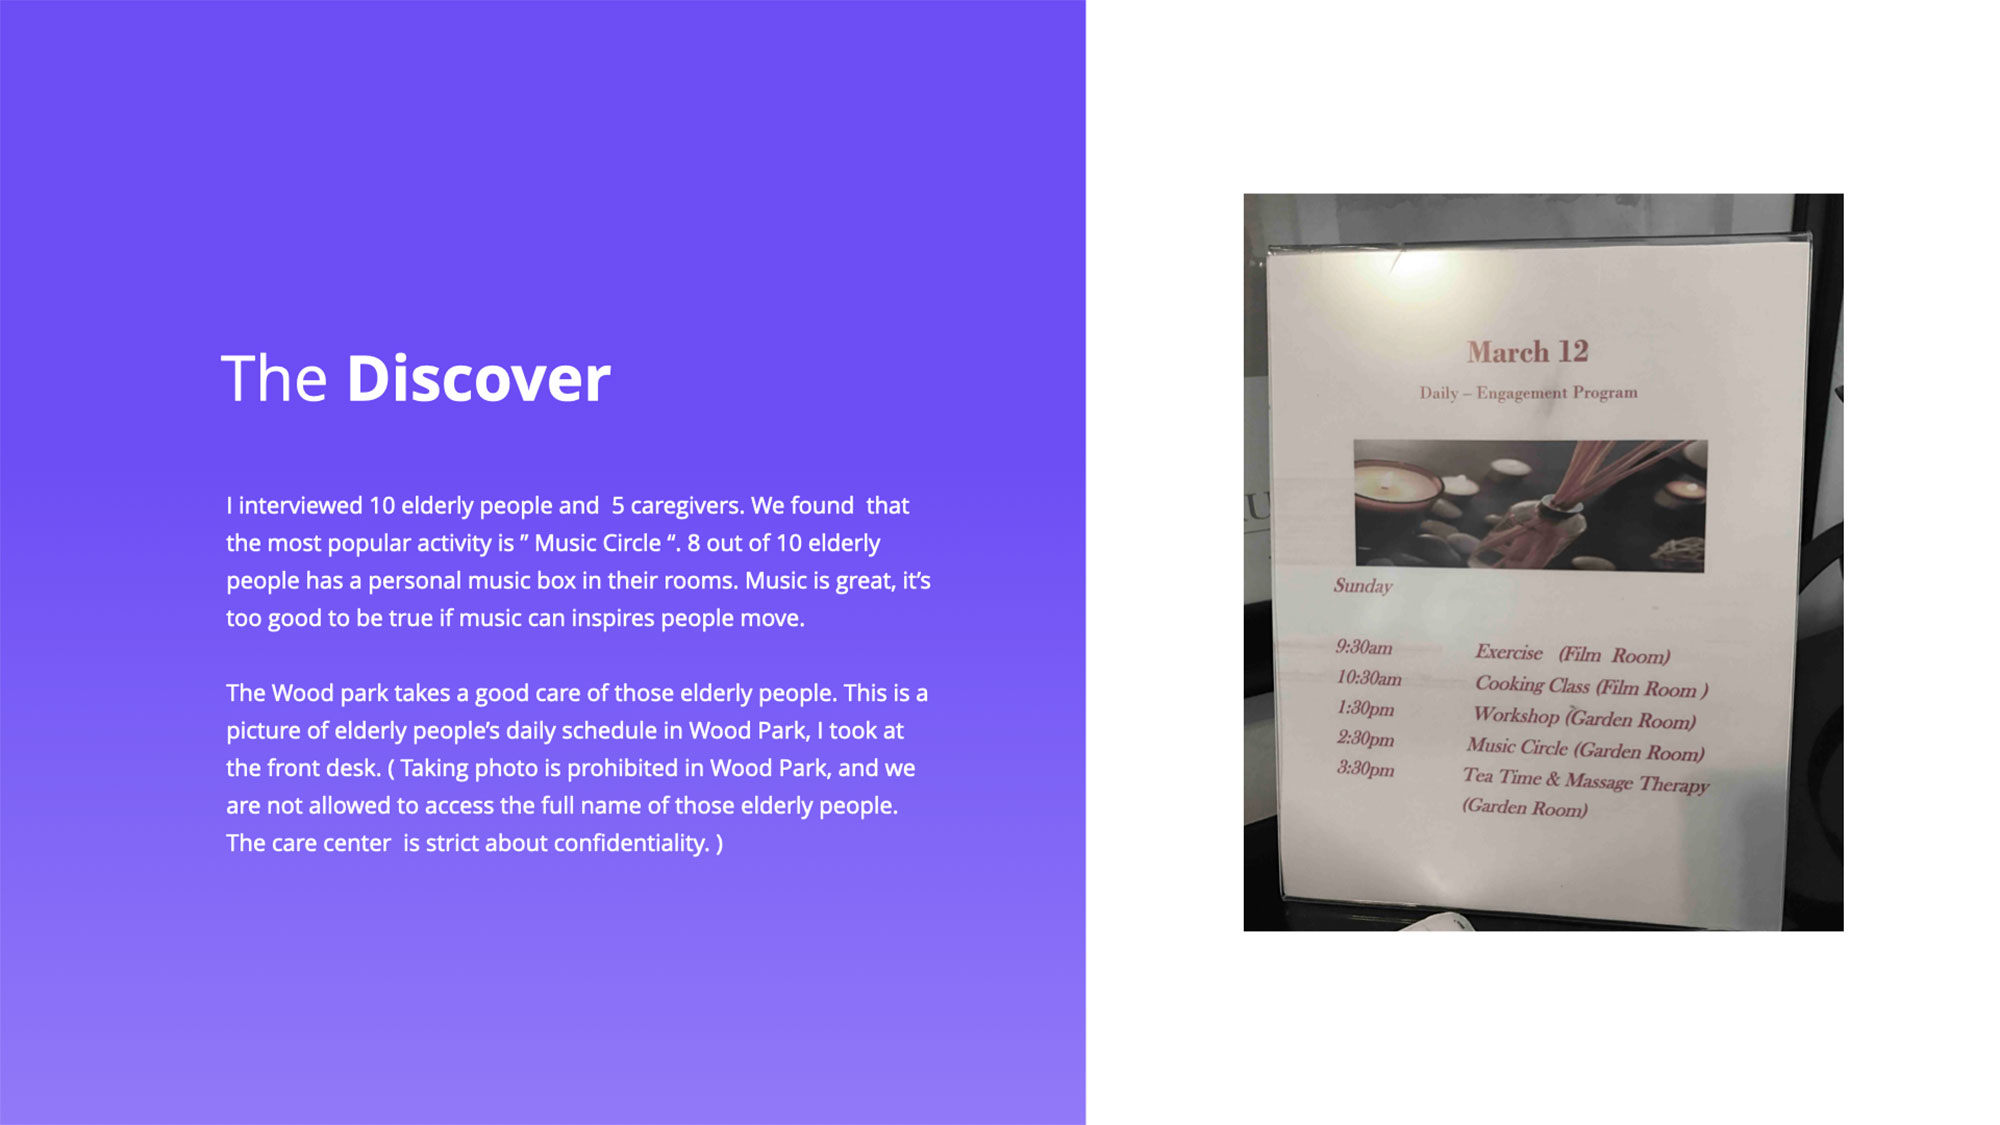 The Discover
I interviewed 10 elderly people and  5 caregivers. We found  that
the most popular activity is ” Music Circle “. 8 out of 10 elderly
people has a personal music box in their rooms. Music is great, it’s
too good to be true if music can inspires people move.
The Wood park takes a good care of those elderly people. This is a
picture of elderly people’s daily schedule in Wood Park, I took at
the front desk. ( Taking photo is prohibited in Wood Park, and we
are not allowed to access the full name of those elderly people.
The care center  is strict about confidentiality. )
March 12
Daily – Engagement Program
Sunday
9:30am Exercise (Film Room)
10:30am Cooking Class (Film Room )
1:30pm Workshop (Garden Room)
2:30pm Music Circle (Garden Room)
3:30pm Tea Time & Massage Therapy
(Garden Room)